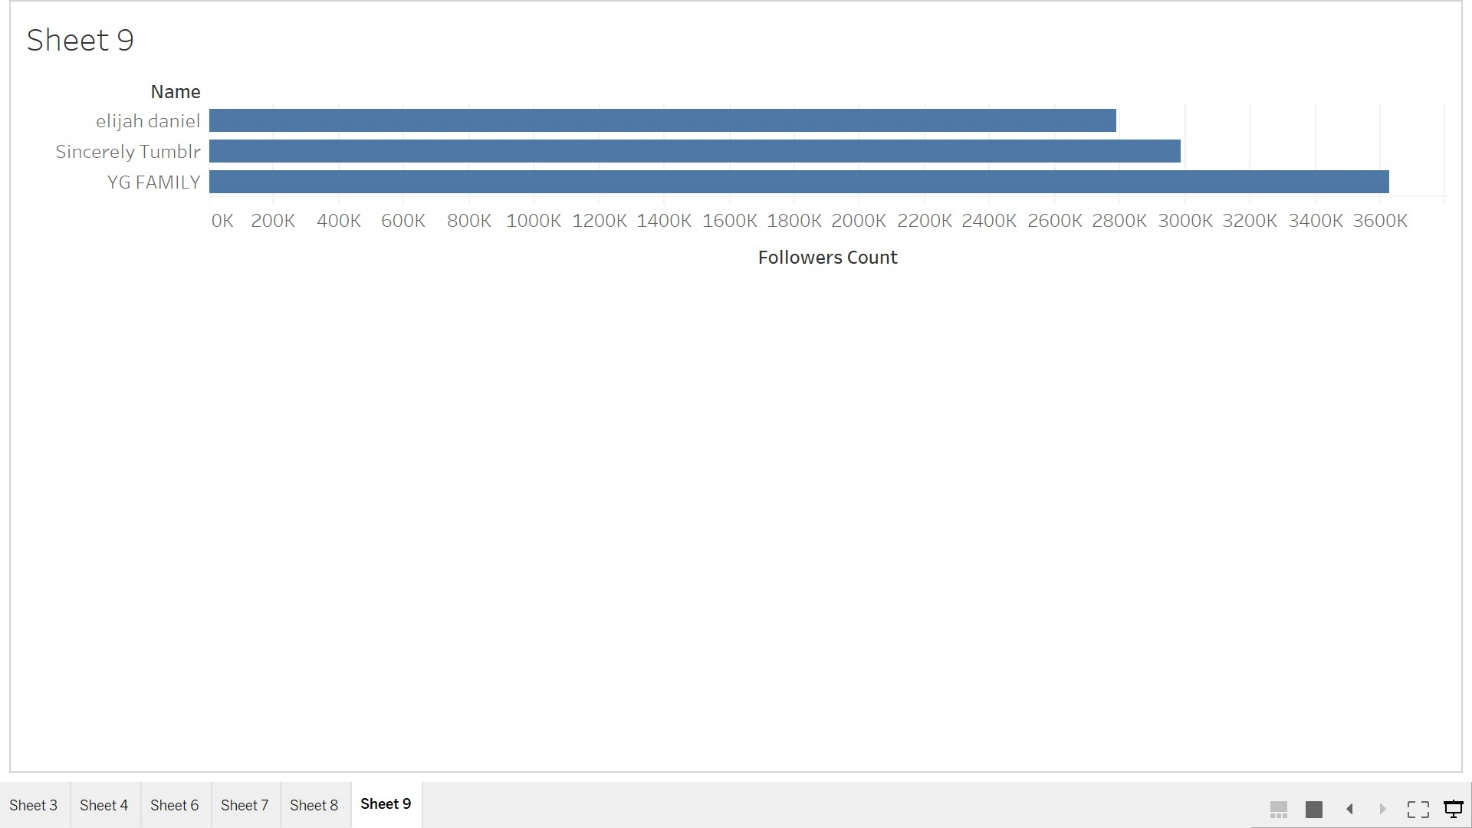 Sheet 9
Name
elijah daniel
Sincerely Tumblr
YG FAMILY
0K 200K 400K 600K 800K 1000K 1200K 1400K 1600K 1800K 2000K 2200K 2400K 2600K 2800K 3000K 3200K 3400K 3600K
Followers Count
Sheet 3 Sheet 4 Sheet 6 Sheet 7 Sheet 8 Sheet 9